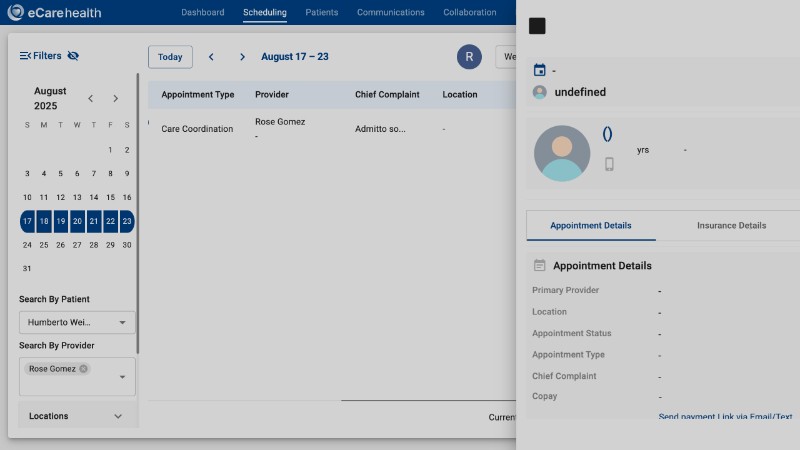 eCarehealth
Dashboard
Scheduling
Patients
Communications
Collaboration
Filters
Today
August 17 – 23
R
We
August
2025
S M T W T F S
1 2
3 4 5 6 7 8 9
10 11 12 13 14 15 16
17 18 19 20 21 22 23
24 25 26 27 28 29 30
31
Search By Patient
Humberto Wei...
Search By Provider
Rose Gomez
Locations
Appointment Type
Provider
Chief Complaint
Location
Care Coordination
Rose Gomez
-
Admitto so...
-
Current
-
undefined
()
yrs
-
Appointment Details
Insurance Details
Appointment Details
Primary Provider -
Location -
Appointment Status -
Appointment Type -
Chief Complaint -
Copay -
Send payment Link via Email/Text